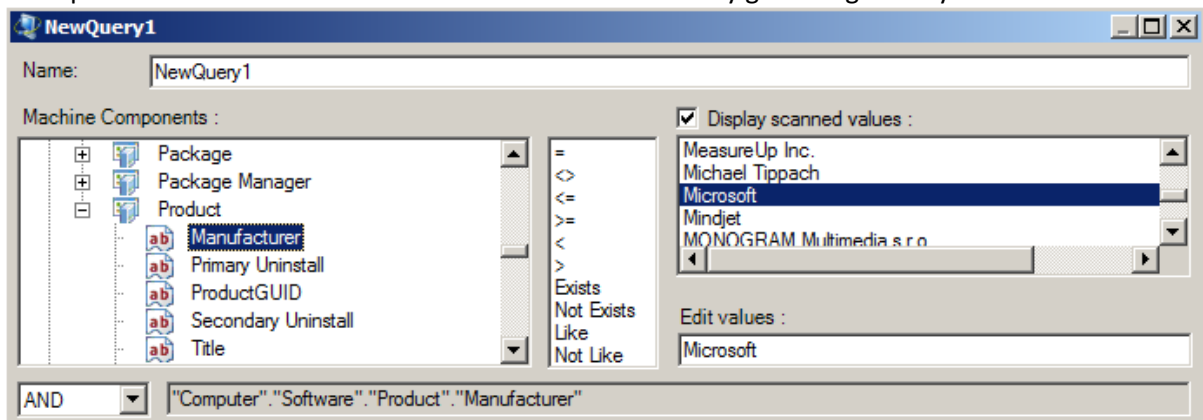 NewQuery1
Name: NewQuery1
Machine Components :
Package
Package Manager
Product
Manufacturer
Primary Uninstall
ProductGUID
Secondary Uninstall
Title
=
<>
<=
>=
<
>
Exists
Not Exists
Like
Not Like
Display scanned values :
MeasureUp Inc.
Michael Tippach
Microsoft
Mindjet
MONOGRAM Multimedia s r o
Edit values :
Microsoft
AND "Computer"."Software"."Product"."Manufacturer"